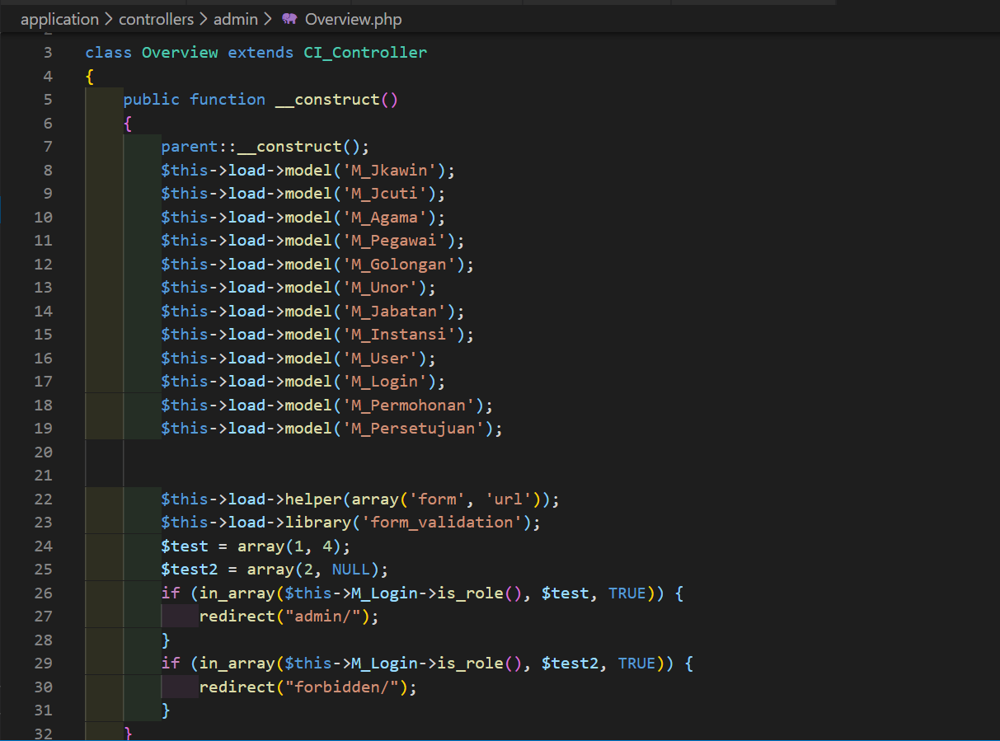 application > controllers > admin > Overview.php
3 class Overview extends CI_Controller
4 {
5 public function __construct()
6 {
7 parent::__construct();
8 $this->load->model('M_Jkawin');
9 $this->load->model('M_Jcuti');
10 $this->load->model('M_Agama');
11 $this->load->model('M_Pegawai');
12 $this->load->model('M_Golongan');
13 $this->load->model('M_Unor');
14 $this->load->model('M_Jabatan');
15 $this->load->model('M_Instansi');
16 $this->load->model('M_User');
17 $this->load->model('M_Login');
18 $this->load->model('M_Permohonan');
19 $this->load->model('M_Persetujuan');
20
21
22 $this->load->helper(array('form', 'url'));
23 $this->load->library('form_validation');
24 $test = array(1, 4);
25 $test2 = array(2, NULL);
26 if (in_array($this->M_Login->is_role(), $test, TRUE)) {
27 redirect("admin/");
28 }
29 if (in_array($this->M_Login->is_role(), $test2, TRUE)) {
30 redirect("forbidden/");
31 }
32 }